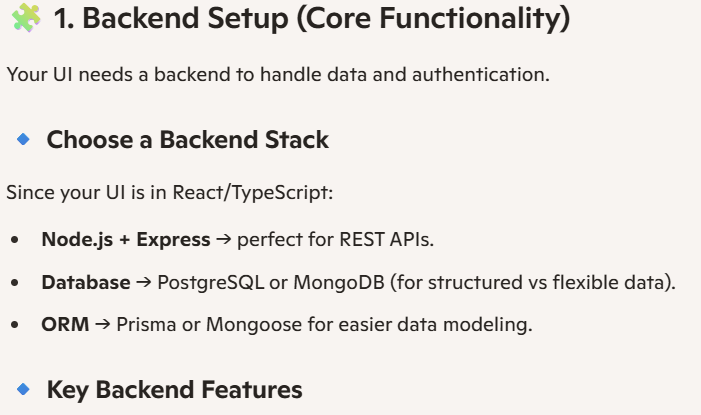 🧩 1. Backend Setup (Core Functionality)
Your UI needs a backend to handle data and authentication.
🔹 Choose a Backend Stack
Since your UI is in React/TypeScript:
• Node.js + Express → perfect for REST APIs.
• Database → PostgreSQL or MongoDB (for structured vs flexible data).
• ORM → Prisma or Mongoose for easier data modeling.
🔹 Key Backend Features